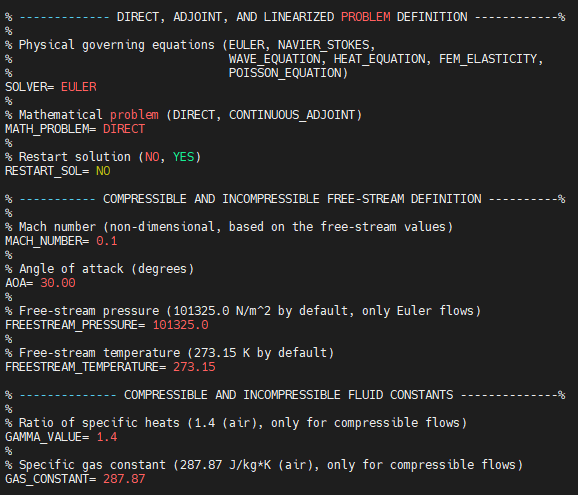 % ------------- DIRECT, ADJOINT, AND LINEARIZED PROBLEM DEFINITION ------------%
%
% Physical governing equations (EULER, NAVIER_STOKES,
%                               WAVE_EQUATION, HEAT_EQUATION, FEM_ELASTICITY,
%                               POISSON_EQUATION)
SOLVER= EULER
%
% Mathematical problem (DIRECT, CONTINUOUS_ADJOINT)
MATH_PROBLEM= DIRECT
%
% Restart solution (NO, YES)
RESTART_SOL= NO

% ----------- COMPRESSIBLE AND INCOMPRESSIBLE FREE-STREAM DEFINITION ----------%
%
% Mach number (non-dimensional, based on the free-stream values)
MACH_NUMBER= 0.1
%
% Angle of attack (degrees)
AOA= 30.00
%
% Free-stream pressure (101325.0 N/m^2 by default, only Euler flows)
FREESTREAM_PRESSURE= 101325.0
%
% Free-stream temperature (273.15 K by default)
FREESTREAM_TEMPERATURE= 273.15

% -------------- COMPRESSIBLE AND INCOMPRESSIBLE FLUID CONSTANTS --------------%
%
% Ratio of specific heats (1.4 (air), only for compressible flows)
GAMMA_VALUE= 1.4
%
% Specific gas constant (287.87 J/kg*K (air), only for compressible flows)
GAS_CONSTANT= 287.87